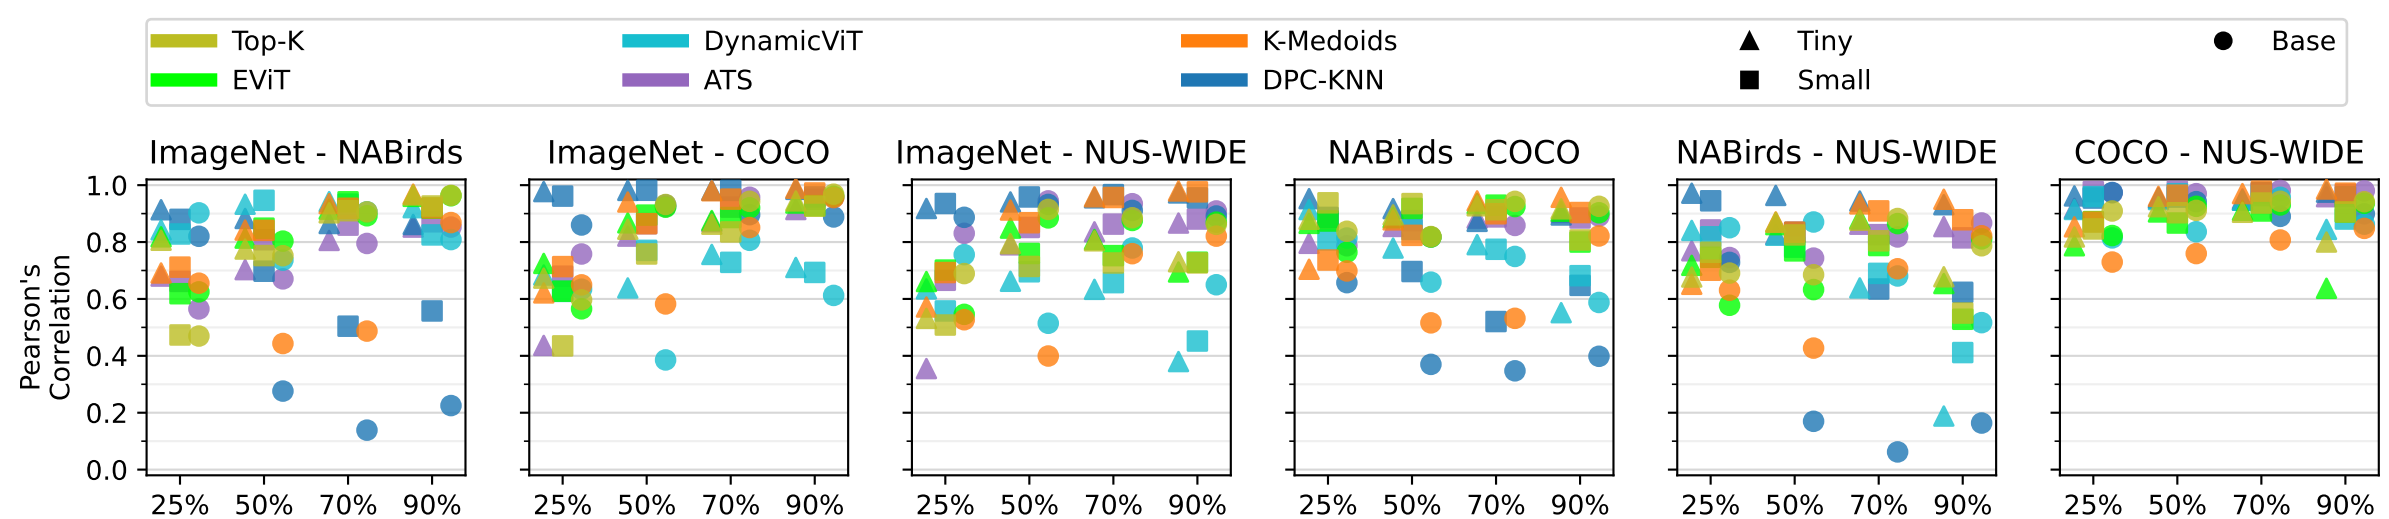 Top-K DynamicViT K-Medoids Tiny Base
EViT ATS DPC-KNN Small
ImageNet - NABirds ImageNet - COCO ImageNet - NUS-WIDE NABirds - COCO NABirds - NUS-WIDE COCO - NUS-WIDE
Pearson's
Correlation
1.0
0.8
0.6
0.4
0.2
0.0
25% 50% 70% 90% 25% 50% 70% 90% 25% 50% 70% 90% 25% 50% 70% 90% 25% 50% 70% 90% 25% 50% 70% 90%